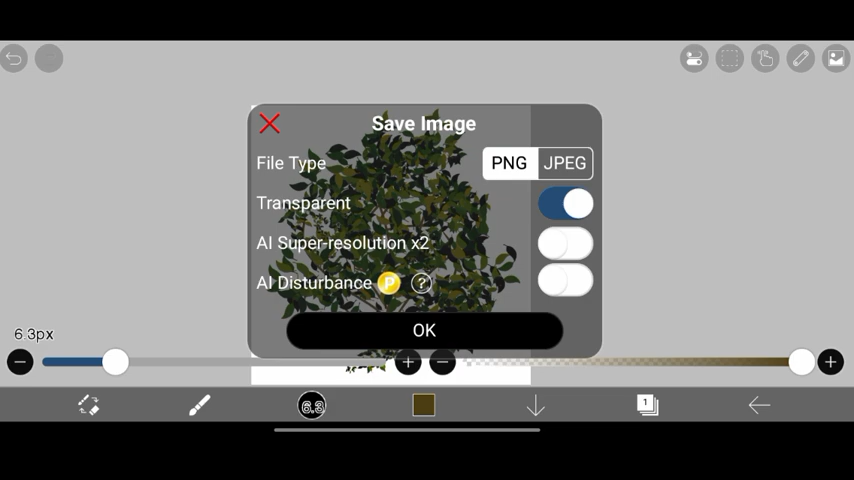 Save Image
File Type PNG JPEG
Transparent
AI Super-resolution x2
AI Disturbance P ?
OK
6.3px
6.3
1